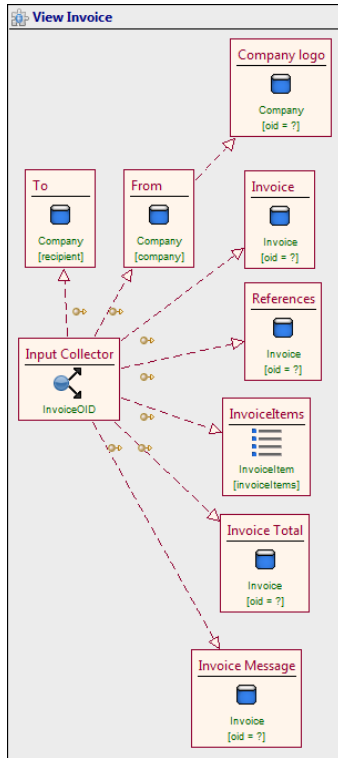 View Invoice
Company logo
Company
[oid = ?]
To
Company
[recipient]
From
Company
[company]
Invoice
Invoice
[oid = ?]
References
Invoice
[oid = ?]
Input Collector
InvoiceOID
InvoiceItems
InvoiceItem
[invoiceItems]
Invoice Total
Invoice
[oid = ?]
Invoice Message
Invoice
[oid = ?]